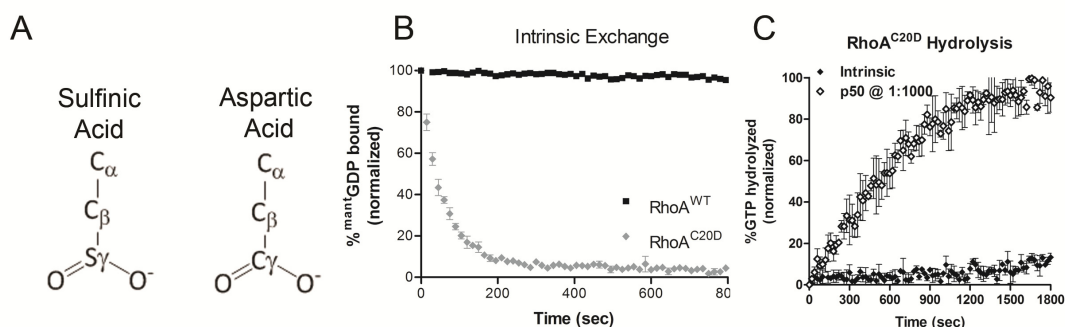 A
Sulfinic
Acid
Cα
Cβ
Sγ
O
O-
Aspartic
Acid
Cα
Cβ
Cγ
O
O-
B
Intrinsic Exchange
% mantGDP bound
(normalized)
100
80
60
40
20
0
0
200
400
600
80
RhoAWT
RhoAC20D
Time (sec)
C
RhoAC20D Hydrolysis
Intrinsic
p50 @ 1:1000
%GTP hydrolyzed
(normalized)
100
80
60
40
20
0
0
300
600
900
1200
1500
1800
Time (sec)